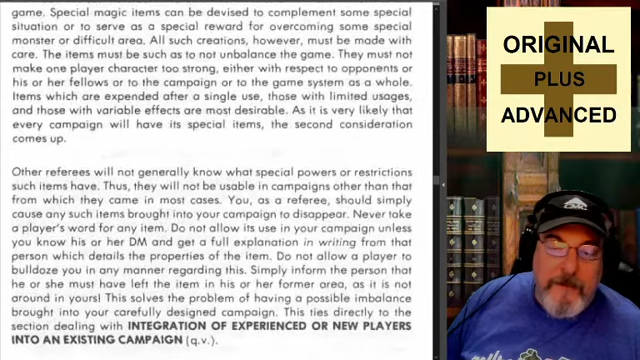 game. Special magic items can be devised to complement some special
situation or to serve as a special reward for overcoming some special
monster or difficult area. All such creations, however, must be made with
care. The items must be such as to not unbalance the game. They must not
make one player character too strong, either with respect to opponents or
his or her fellows or to the campaign or to the game system as a whole.
Items which are expended after a single use, those with limited usages,
and those with variable effects are most desirable. As it is very likely that
every campaign will have its special items, the second consideration
comes up.
Other referees will not generally know what special powers or restrictions
such items have. Thus, they will not be usable in campaigns other than that
from which they came in most cases. You, as a referee, should simply
cause any such items brought into your campaign to disappear. Never take
a player's word for any item. Do not allow its use in your campaign unless
you know his or her DM and get a full explanation in writing from that
person which details the properties of the item. Do not allow a player to
bulldoze you in any manner regarding this. Simply inform the person that
he or she must have left the item in his or her former area, as it is not
around in yours! This solves the problem of having a possible imbalance
brought into your carefully designed campaign. This ties directly to the
section dealing with INTEGRATION OF EXPERIENCED OR NEW PLAYERS
INTO AN EXISTING CAMPAIGN (q.v.).
ORIGINAL
PLUS
ADVANCED